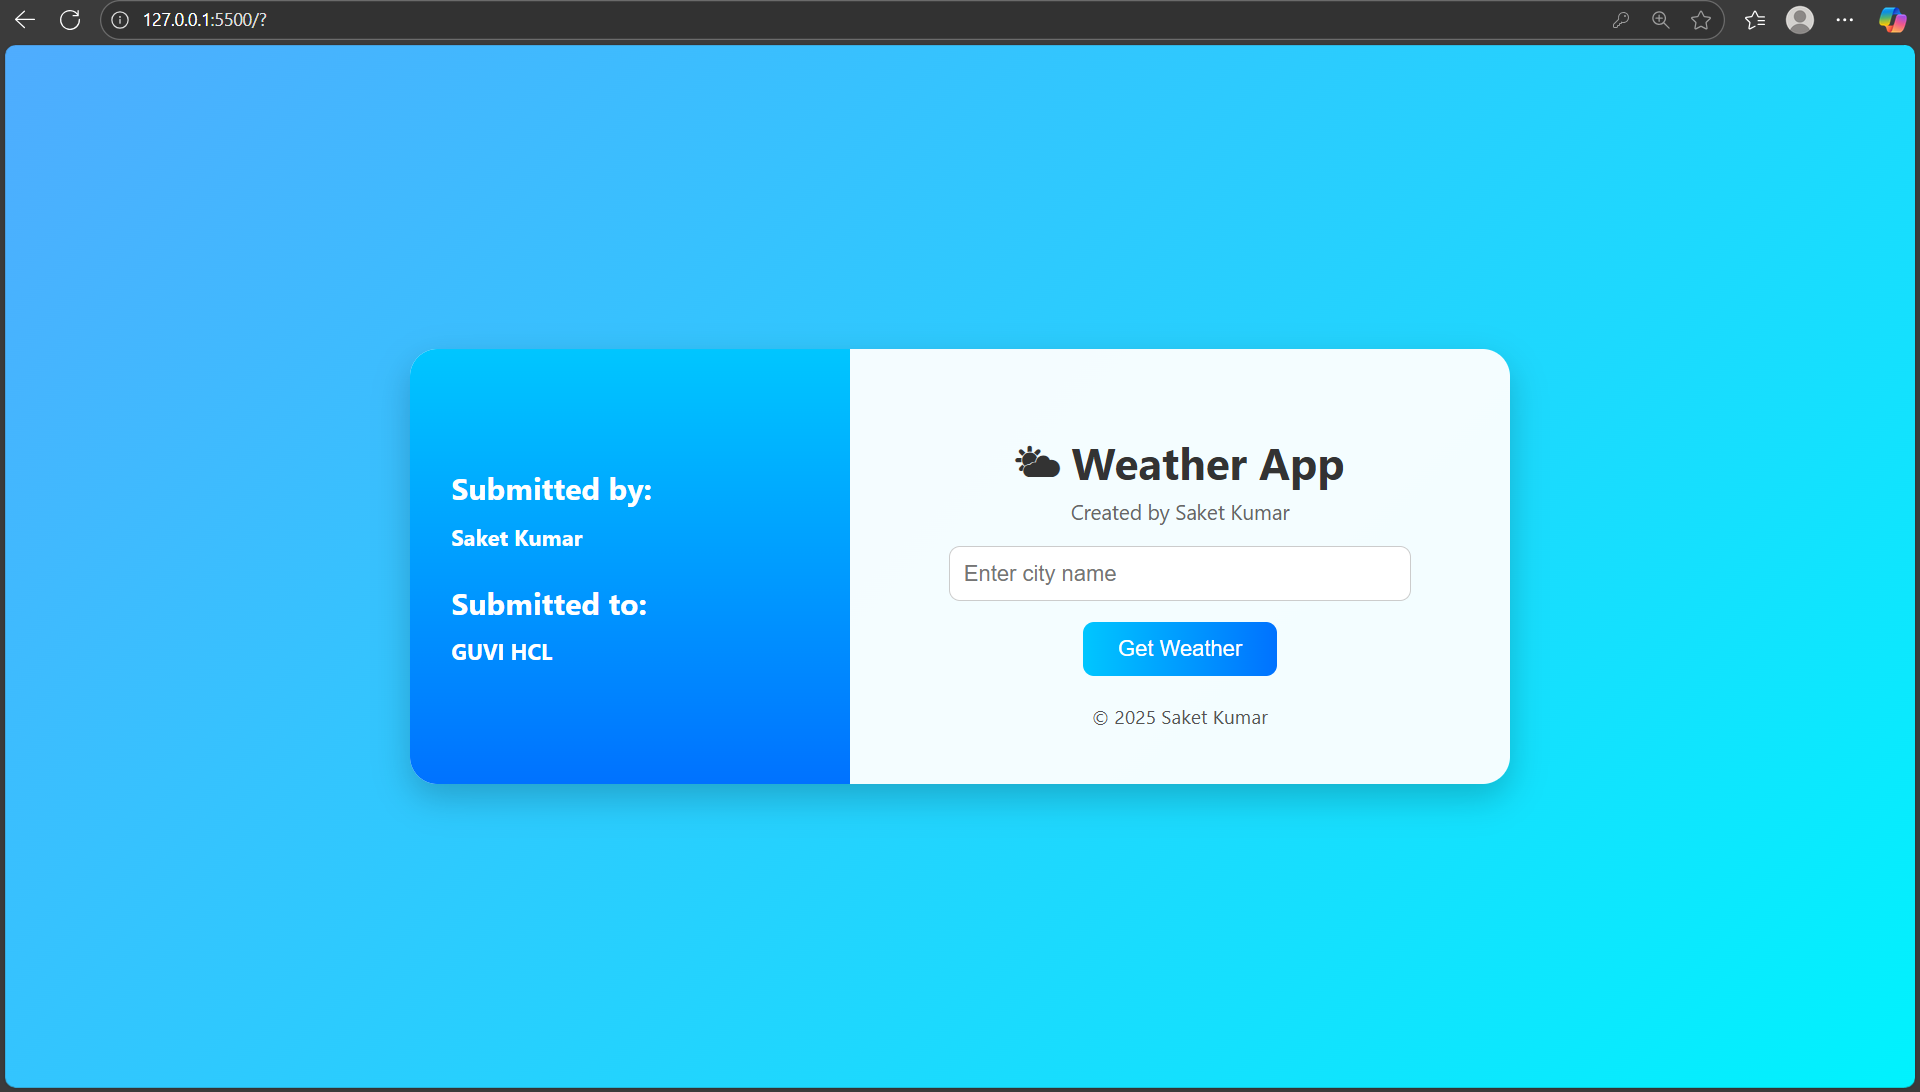 127.0.0.1:5500/?
Submitted by:
Saket Kumar
Submitted to:
GUVI HCL
Weather App
Created by Saket Kumar
Enter city name
Get Weather
© 2025 Saket Kumar